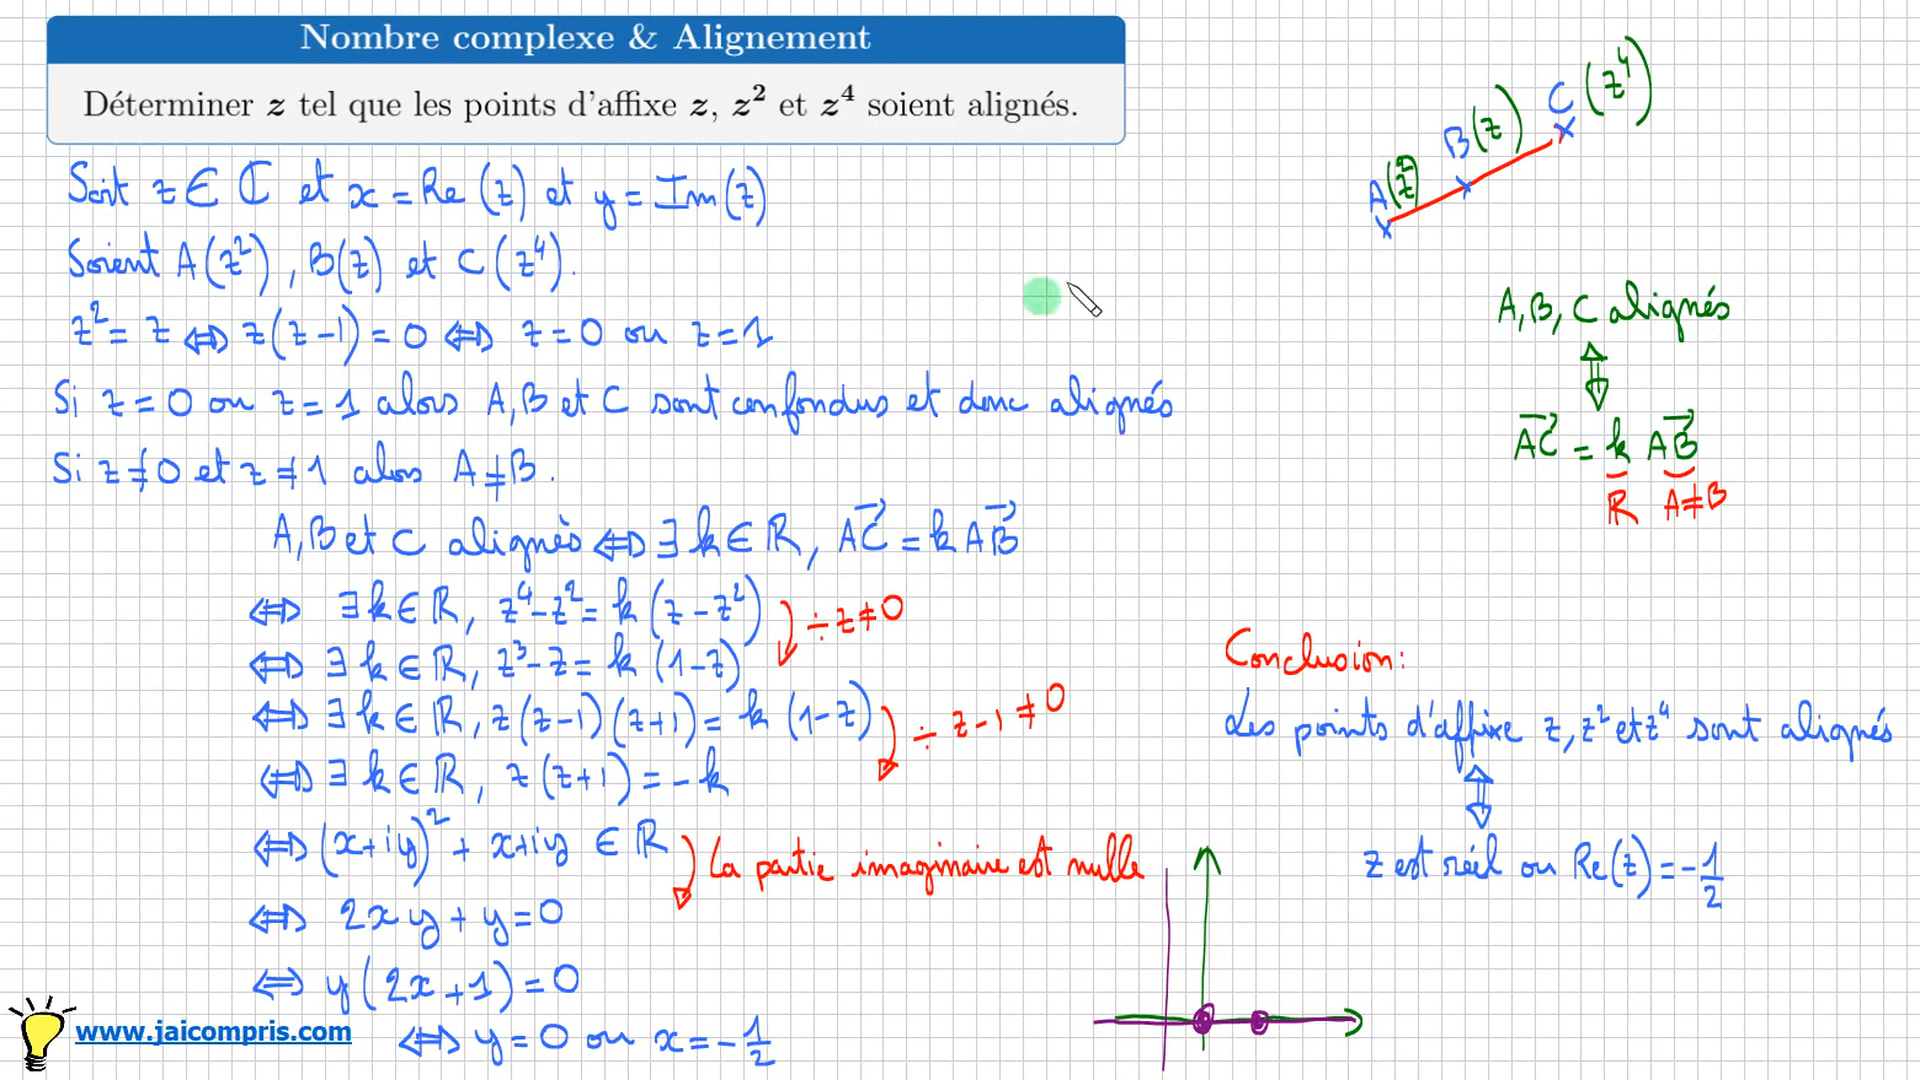 Nombre complexe & Alignement
Déterminer z tel que les points d'affixe z, z² et z⁴ soient alignés.
Soit z ∈ ℂ et x = Re(z) et y = Im(z)
Soient A(z²), B(z) et C(z⁴).
z² = z ⟺ z(z-1) = 0 ⟺ z = 0 ou z = 1
Si z = 0 ou z = 1 alors A, B et C sont confondus et donc alignés
Si z ≠ 0 et z ≠ 1 alors A ≠ B.
A, B et C alignés ⟺ ∃ k ∈ ℝ, AC⃗ = k AB⃗
⟺ ∃ k ∈ ℝ, z⁴ - z² = k (z - z²)
÷ z ≠ 0
⟺ ∃ k ∈ ℝ, z³ - z = k (1 - z)
⟺ ∃ k ∈ ℝ, z(z-1)(z+1) = k (1 - z)
÷ z - 1 ≠ 0
⟺ ∃ k ∈ ℝ, z(z+1) = - k
⟺ (x+iy)² + x+iy ∈ ℝ
La partie imaginaire est nulle
⟺ 2xy + y = 0
⟺ y(2x+1) = 0
⟺ y = 0 ou x = -1/2
www.jaicompris.com
A(z²)
B(z)
C(z⁴)
A, B, C alignés
⇕
AC⃗ = k AB⃗
ℝ A≠B
Conclusion:
Les points d'affixe z, z² et z⁴ sont alignés
⇕
z est réel ou Re(z) = -1/2